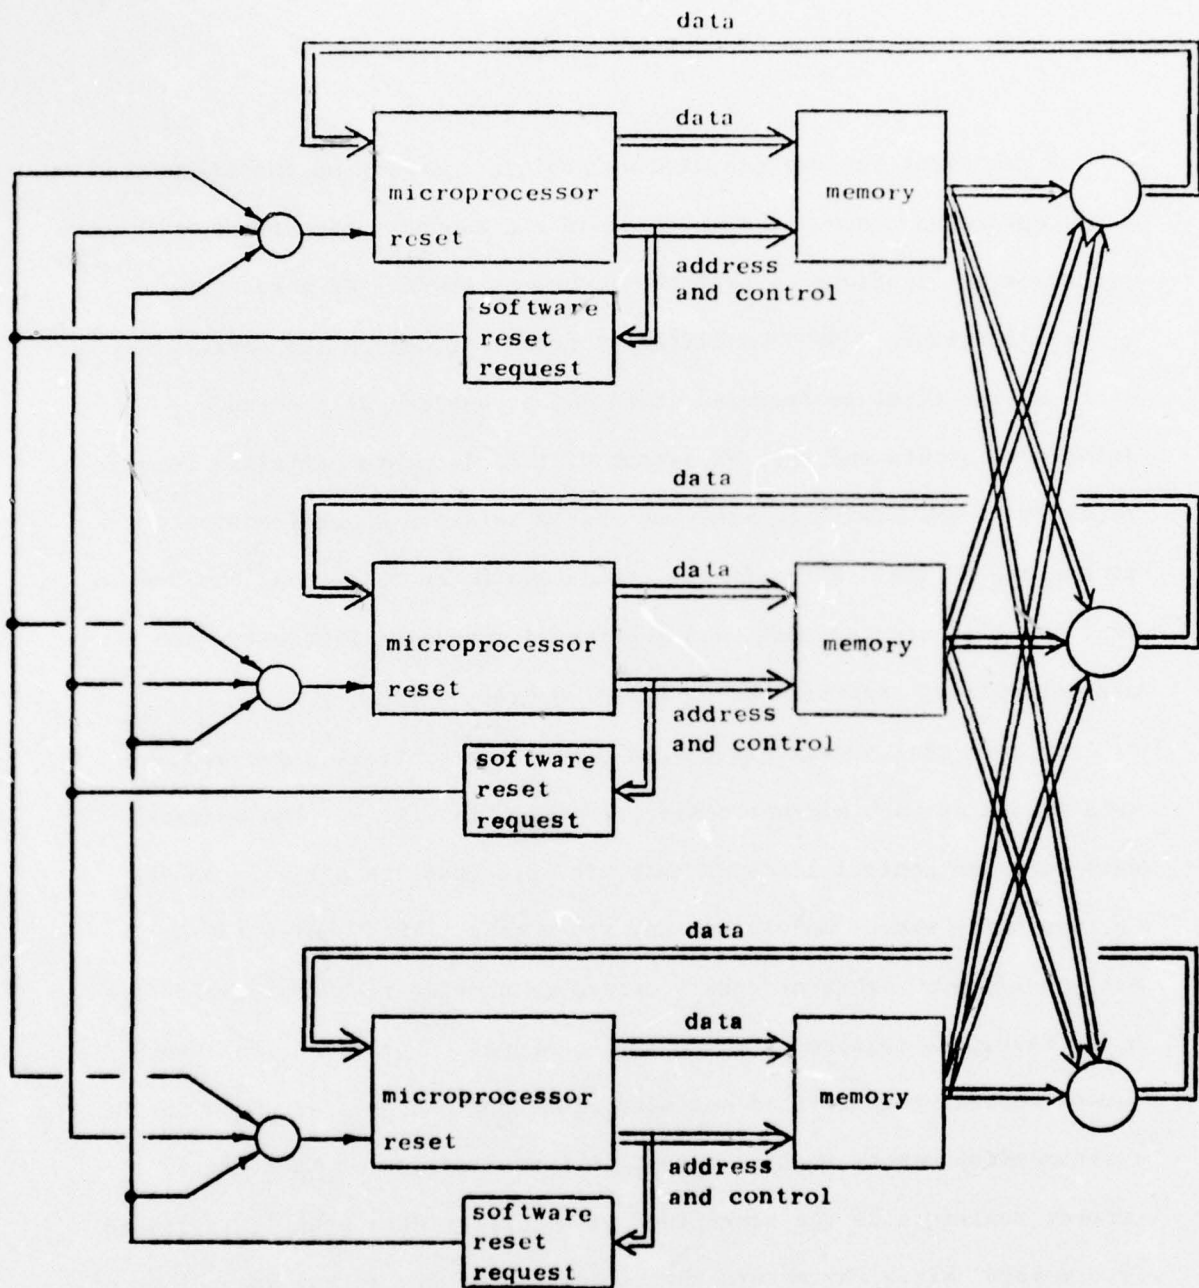 data
data
microprocessor
memory
reset
address
and control
software
reset
request
data
data
microprocessor
memory
reset
address
and control
software
reset
request
data
data
microprocessor
memory
reset
address
and control
software
reset
request